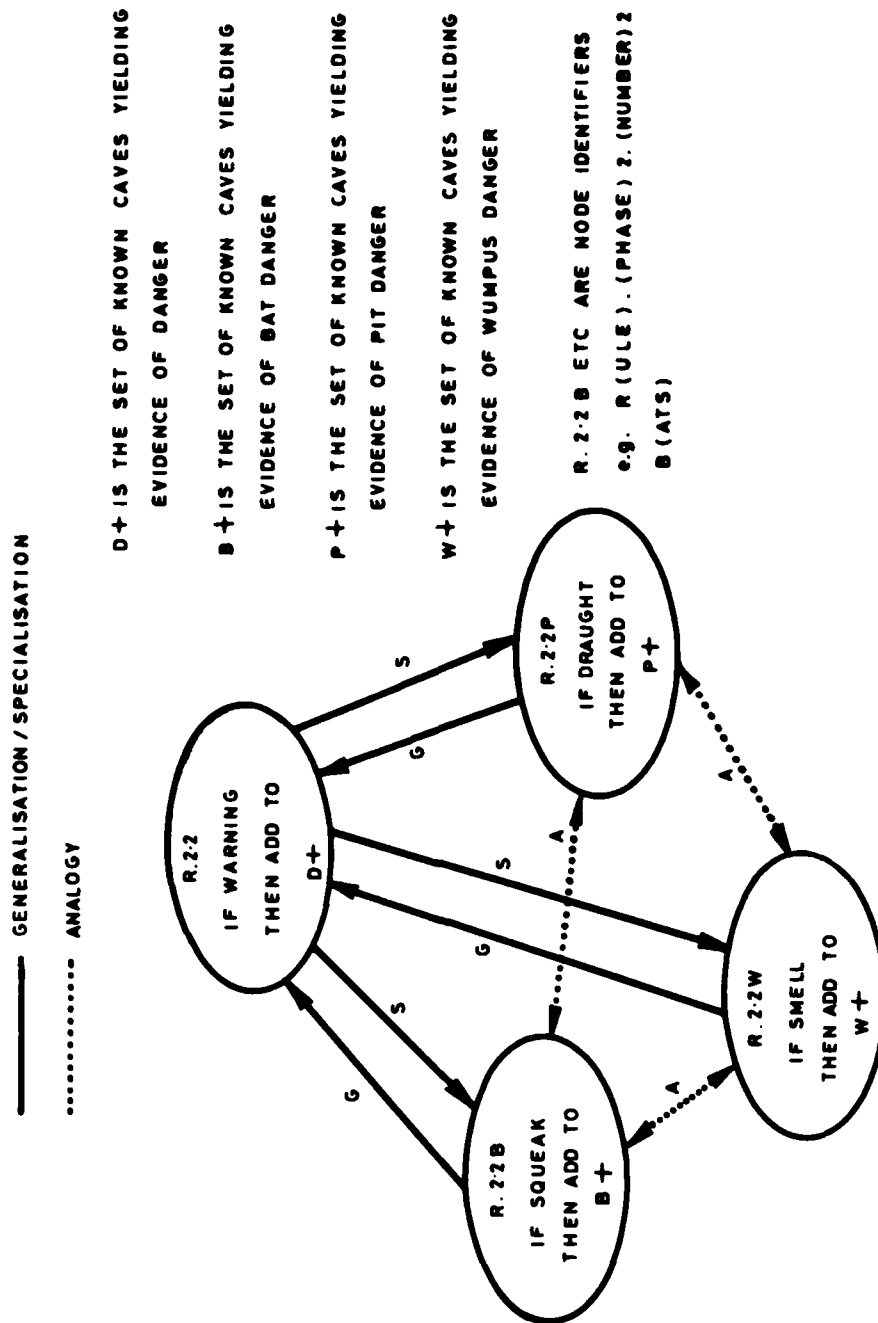 GENERALISATION / SPECIALISATION
ANALOGY
R.2·2
IF WARNING
THEN ADD TO
D+
G
S
G
S
G
S
R.2·2B
IF SQUEAK
THEN ADD TO
B+
A
R.2·2P
IF DRAUGHT
THEN ADD TO
P+
A
A
R.2·2W
IF SMELL
THEN ADD TO
W+
D+ IS THE SET OF KNOWN CAVES YIELDING
EVIDENCE OF DANGER
B+ IS THE SET OF KNOWN CAVES YIELDING
EVIDENCE OF BAT DANGER
P+ IS THE SET OF KNOWN CAVES YIELDING
EVIDENCE OF PIT DANGER
W+ IS THE SET OF KNOWN CAVES YIELDING
EVIDENCE OF WUMPUS DANGER
R.2·2B ETC ARE NODE IDENTIFIERS
e.g. R(ULE).(PHASE)2.(NUMBER)2
B(ATS)